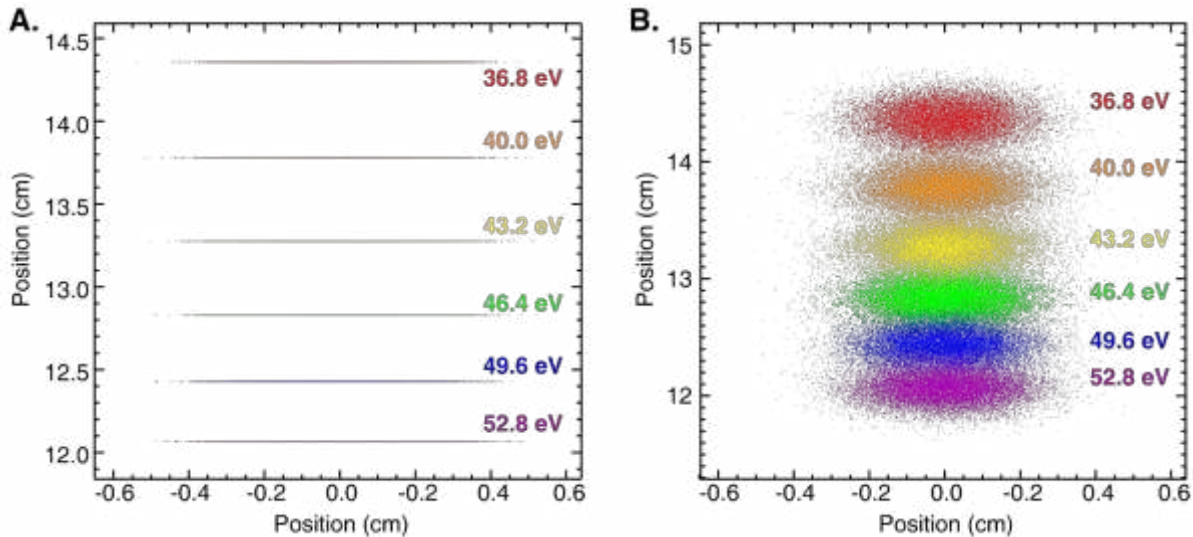 A.
14.5
14.0
13.5
13.0
12.5
12.0
Position (cm)
36.8 eV
40.0 eV
43.2 eV
46.4 eV
49.6 eV
52.8 eV
-0.6 -0.4 -0.2 0.0 -0.2 0.4 0.6
Position (cm)
B.
15
14
13
12
Position (cm)
36.8 eV
40.0 eV
43.2 eV
46.4 eV
49.6 eV
52.8 eV
-0.6 -0.4 -0.2 0.0 -0.2 0.4 0.6
Position (cm)